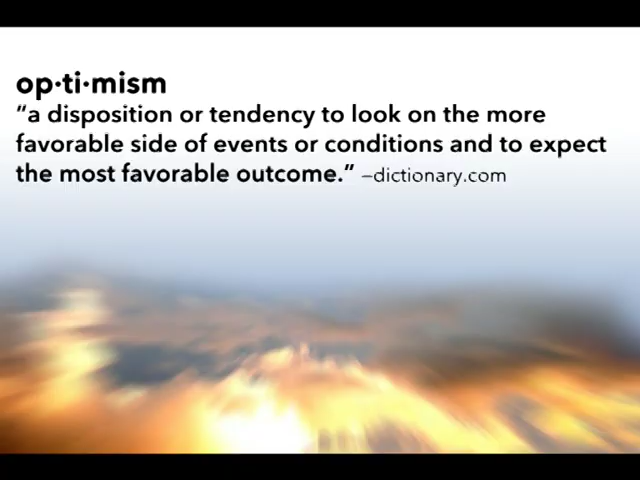 op·ti·mism
"a disposition or tendency to look on the more
favorable side of events or conditions and to expect
the most favorable outcome." –dictionary.com